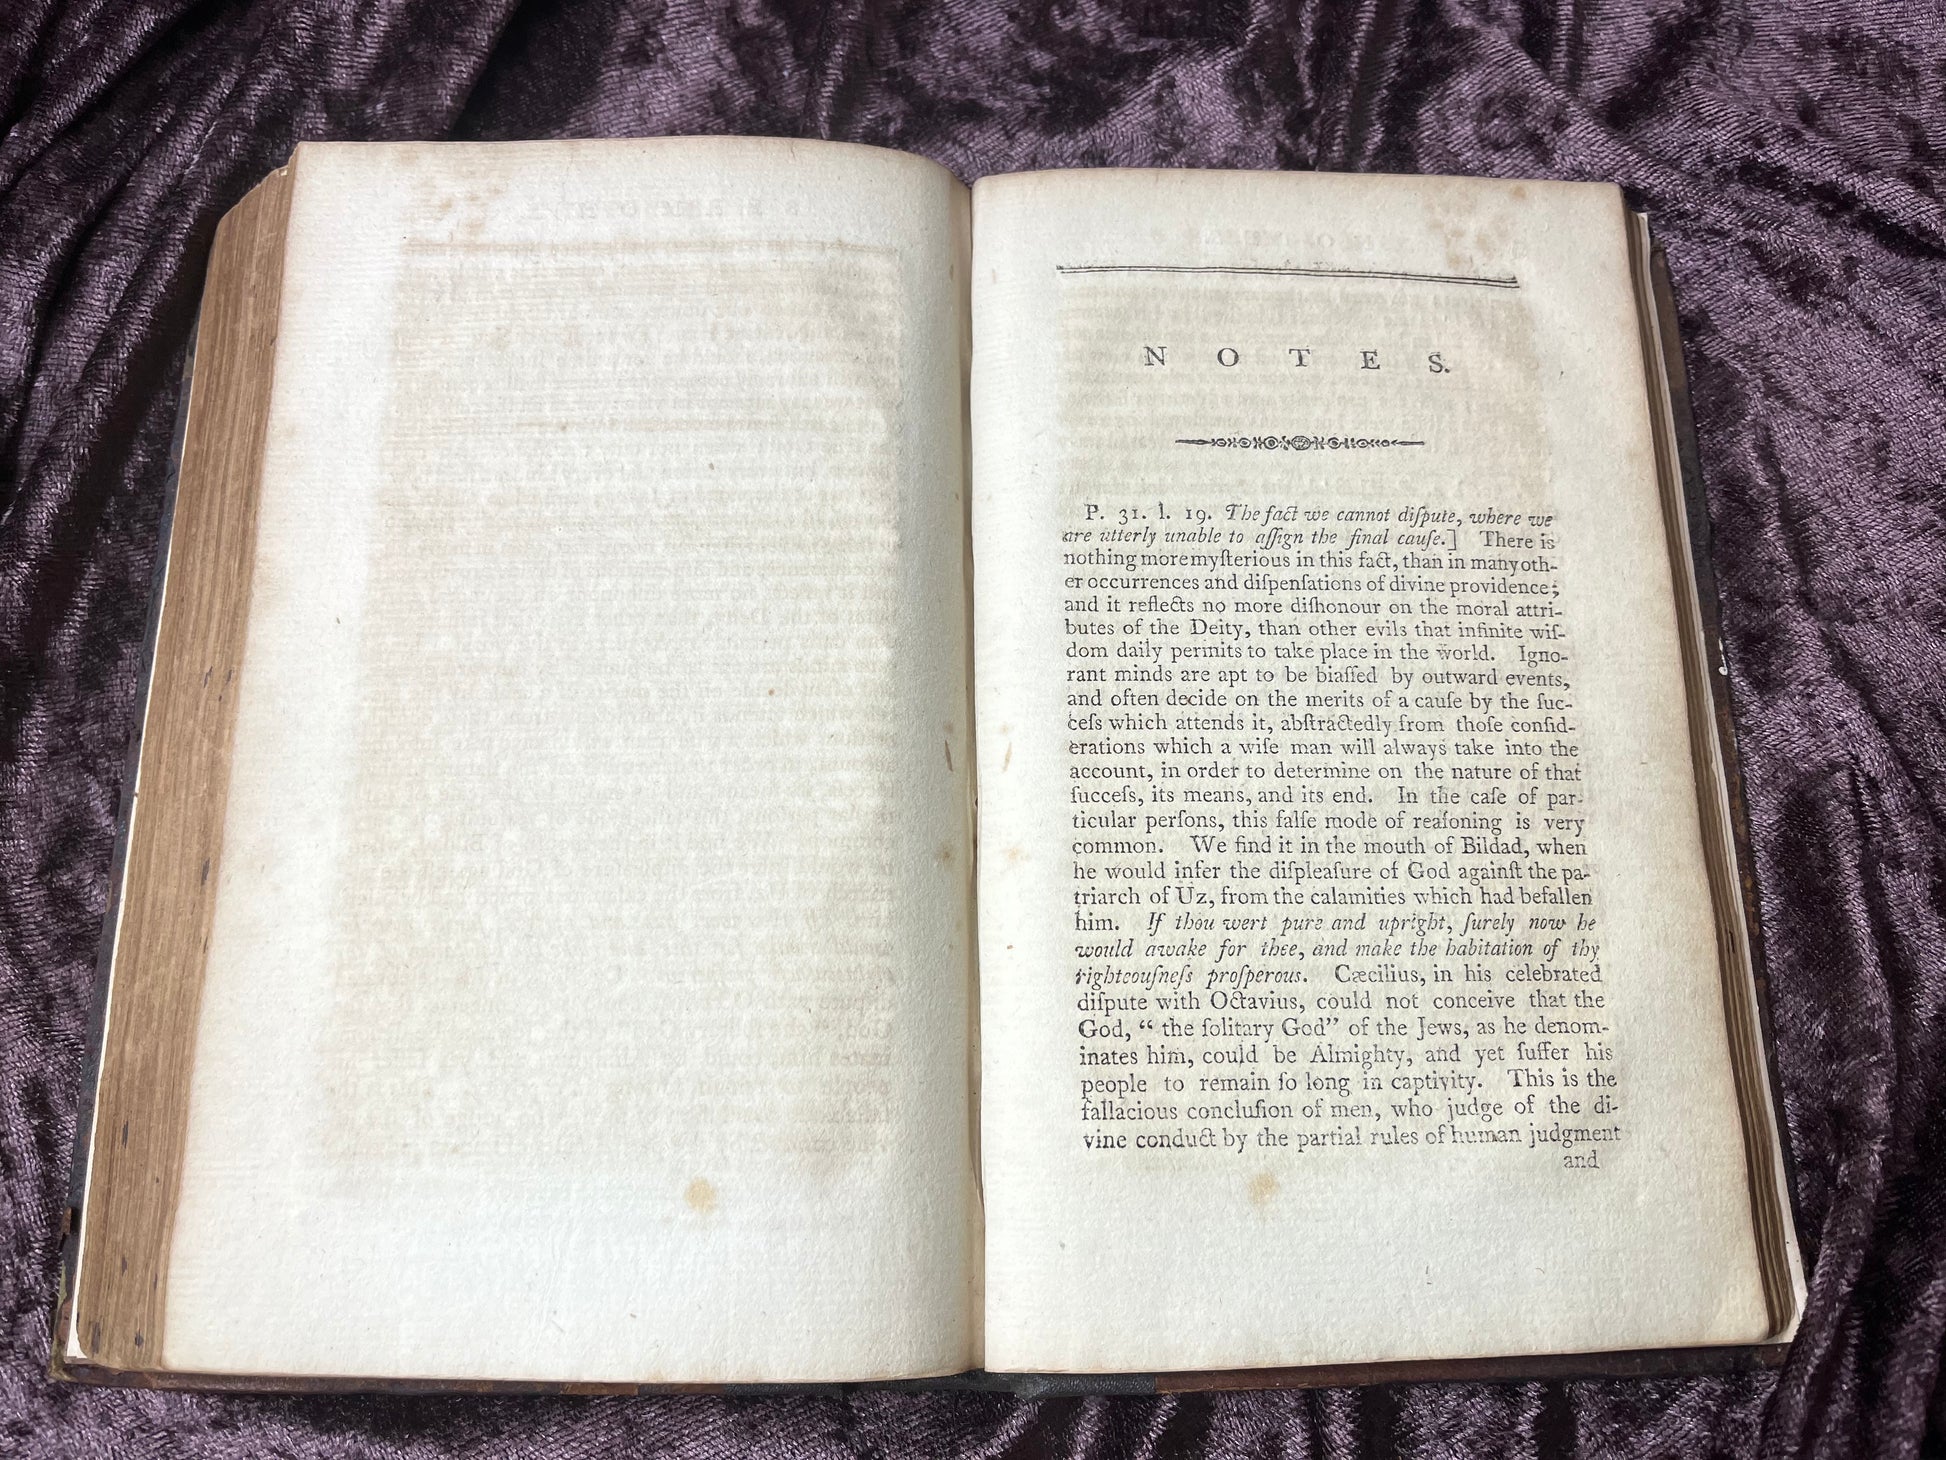 N O T E S.
P. 31. l. 19. The fact we cannot diſpute, where we
are utterly unable to aſſign the final cauſe.] There is
nothing more myſterious in this fact, than in many oth-
er occurrences and diſpenſations of divine providence;
and it reflects no more diſhonour on the moral attri-
butes of the Deity, than other evils that infinite wiſ-
dom daily permits to take place in the world. Igno-
rant minds are apt to be biaſſed by outward events,
and often decide on the merits of a cauſe by the ſuc-
ceſs which attends it, abſtractedly from thoſe conſid-
erations which a wiſe man will always take into the
account, in order to determine on the nature of that
ſucceſs, its means, and its end. In the caſe of par-
ticular perſons, this falſe mode of reaſoning is very
common. We find it in the mouth of Bildad, when
he would infer the diſpleaſure of God againſt the pa-
triarch of Uz, from the calamities which had befallen
him. If thou wert pure and upright, ſurely now he
would awake for thee, and make the habitation of thy
righteouſneſs proſperous. Cæcilius, in his celebrated
diſpute with Octavius, could not conceive that the
God, “ the ſolitary God” of the Jews, as he denom-
inates him, could be Almighty, and yet ſuffer his
people to remain ſo long in captivity. This is the
fallacious concluſion of men, who judge of the di-
vine conduct by the partial rules of human judgment
and